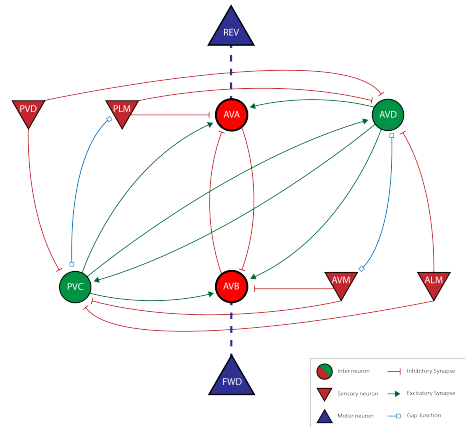 REV
PVD
PLM
AVA
AVD
PVC
AVB
AVM
ALM
FWD
Inter neuron
Inhibitory Synapse
Sensory neuron
Excitatory Synapse
Motor neuron
Gap Junction